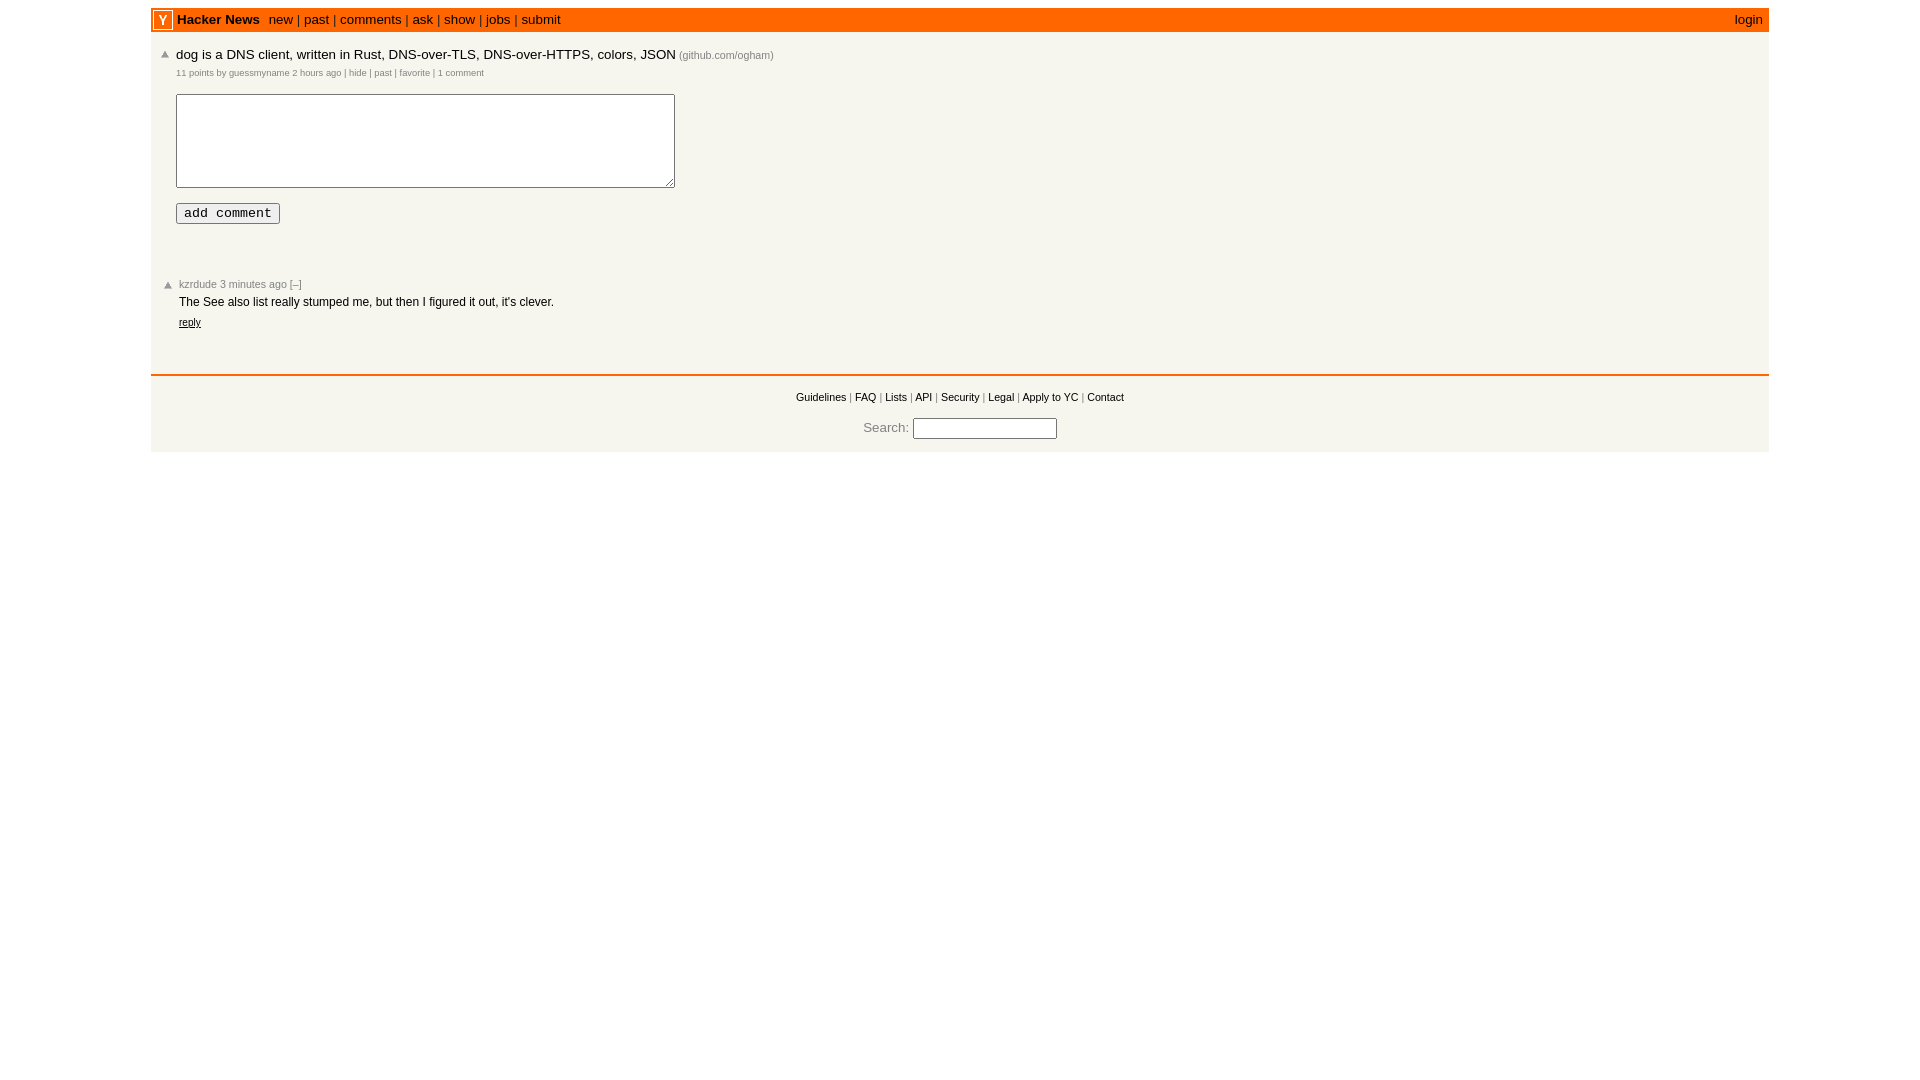 Y Hacker News new | past | comments | ask | show | jobs | submit login
dog is a DNS client, written in Rust, DNS-over-TLS, DNS-over-HTTPS, colors, JSON (github.com/ogham)
11 points by guessmyname 2 hours ago | hide | past | favorite | 1 comment
add comment
kzrdude 3 minutes ago [–]
The See also list really stumped me, but then I figured it out, it's clever.
reply
Guidelines | FAQ | Lists | API | Security | Legal | Apply to YC | Contact
Search: